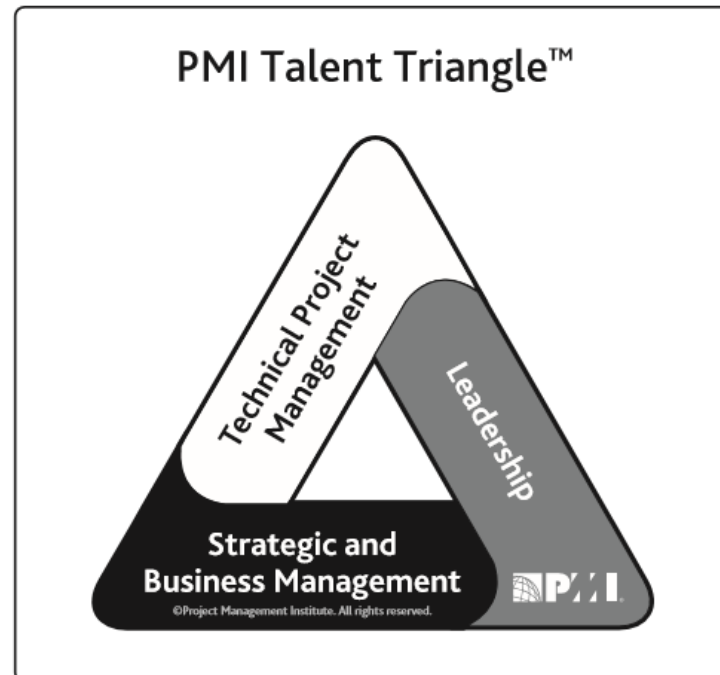 PMI Talent Triangle™
Technical Project
Management
Leadership
Strategic and
Business Management
©Project Management Institute. All rights reserved.
PMI